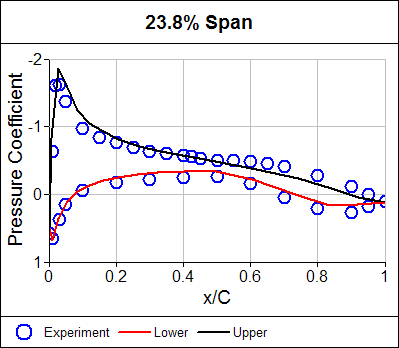 23.8% Span
Pressure Coefficient
-2
-1
0
1
0
0.2
0.4
0.6
0.8
1
x/C
Experiment
Lower
Upper